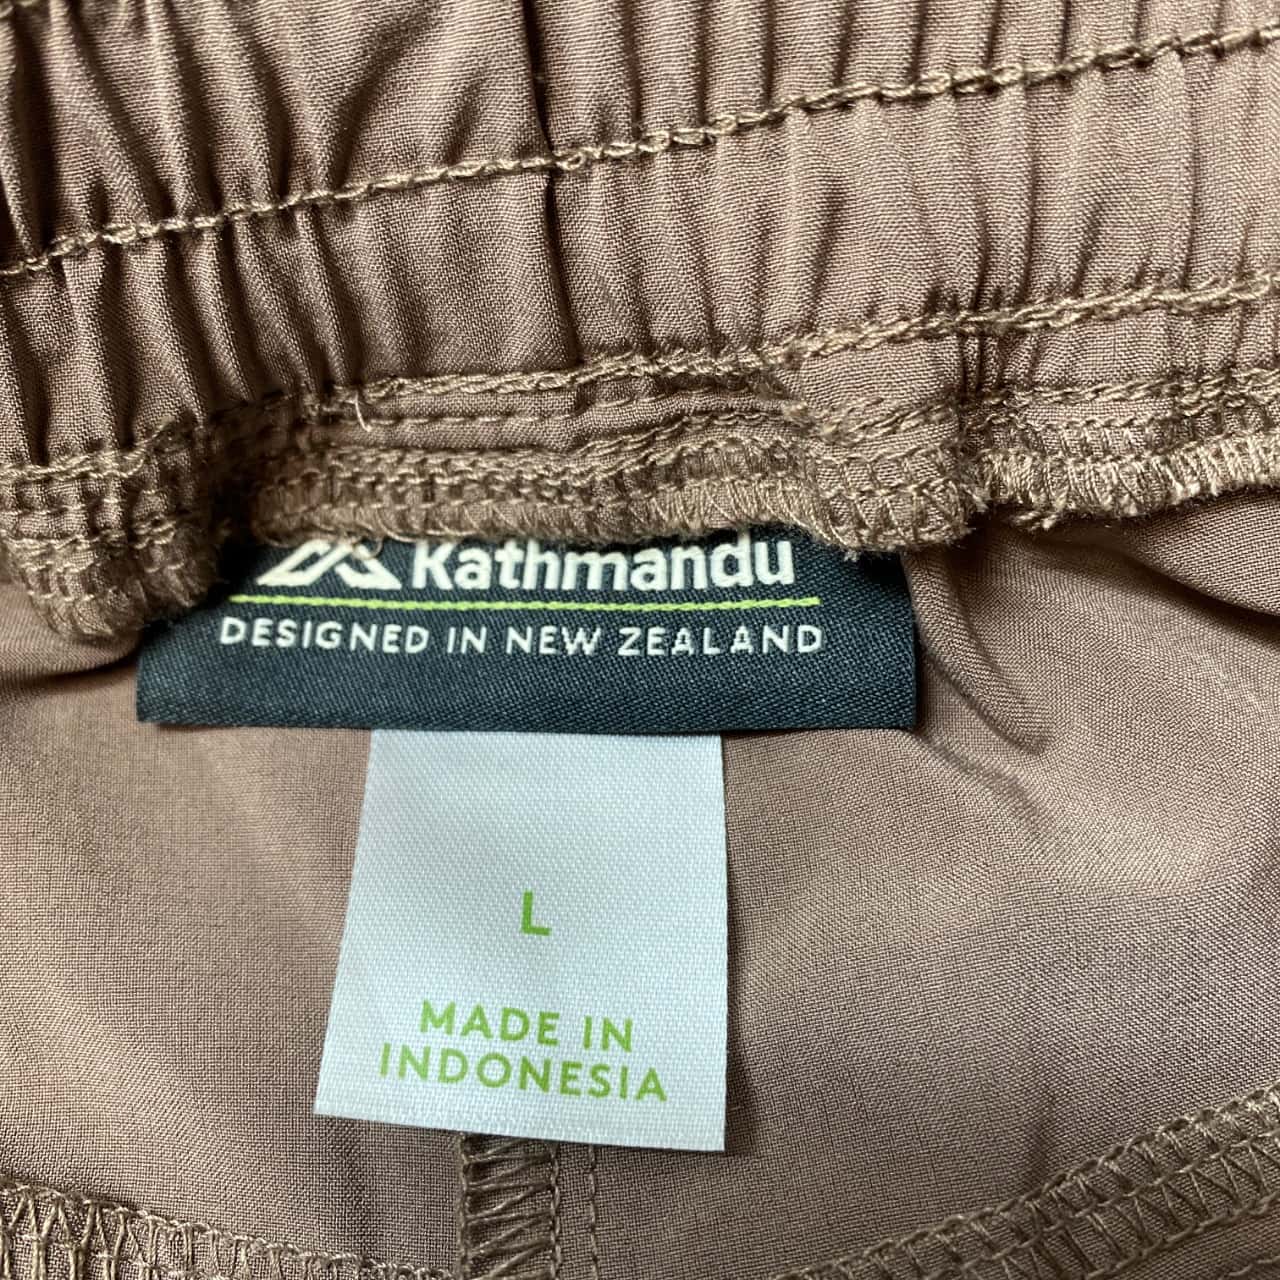 Kathmandu
DESIGNED IN NEW ZEALAND
L
MADE IN
INDONESIA